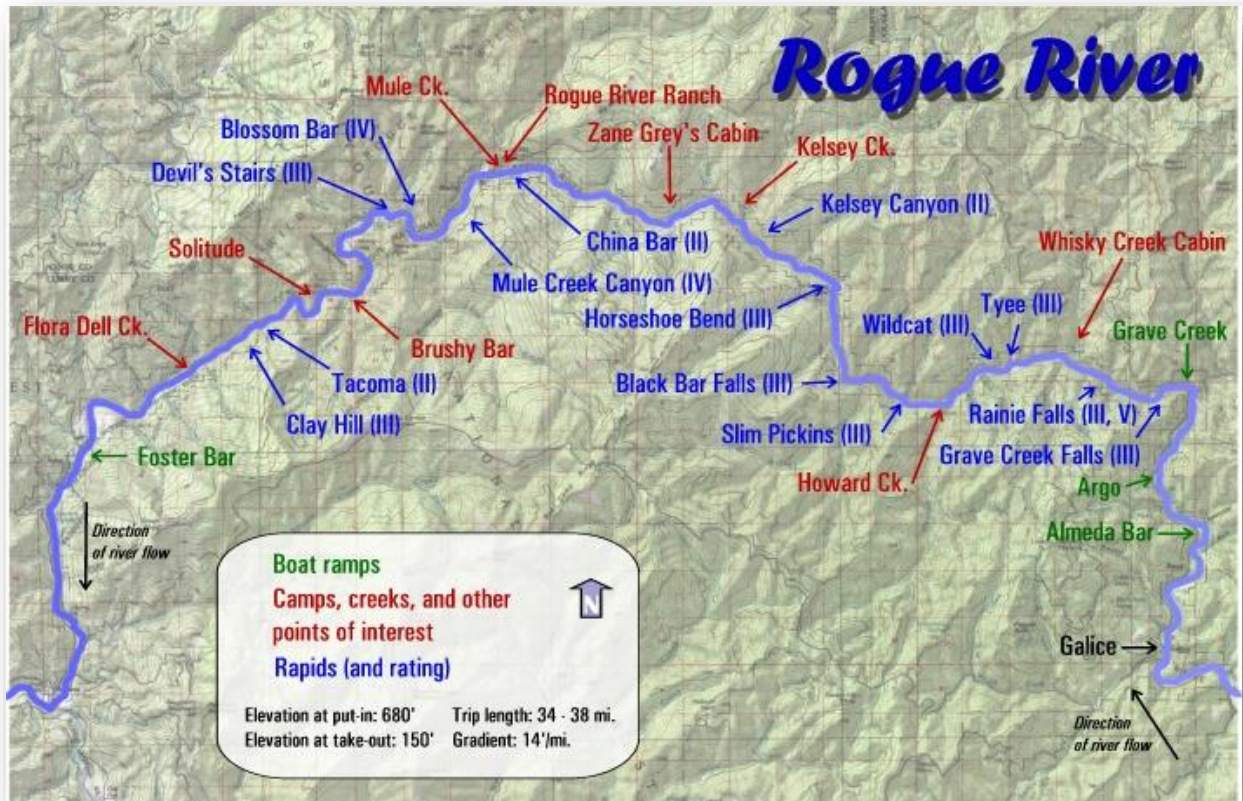 Rogue River
Mule Ck.
Rogue River Ranch
Blossom Bar (IV)
Zane Grey's Cabin
Kelsey Ck.
Devil's Stairs (III)
Kelsey Canyon (II)
Solitude
China Bar (II)
Whisky Creek Cabin
Mule Creek Canyon (IV)
Tyee (III)
Flora Dell Ck.
Horseshoe Bend (III)
Wildcat (III)
Grave Creek
Brushy Bar
Tacoma (II)
Black Bar Falls (III)
Rainie Falls (III, V)
Clay Hill (III)
Slim Pickins (III)
Foster Bar
Grave Creek Falls (III)
Howard Ck.
Argo
Direction
of river flow
Almeda Bar
Boat ramps
Camps, creeks, and other
points of interest
N
Rapids (and rating)
Galice
Elevation at put-in: 680' Trip length: 34 - 38 mi.
Elevation at take-out: 150' Gradient: 14'/mi.
Direction
of river flow